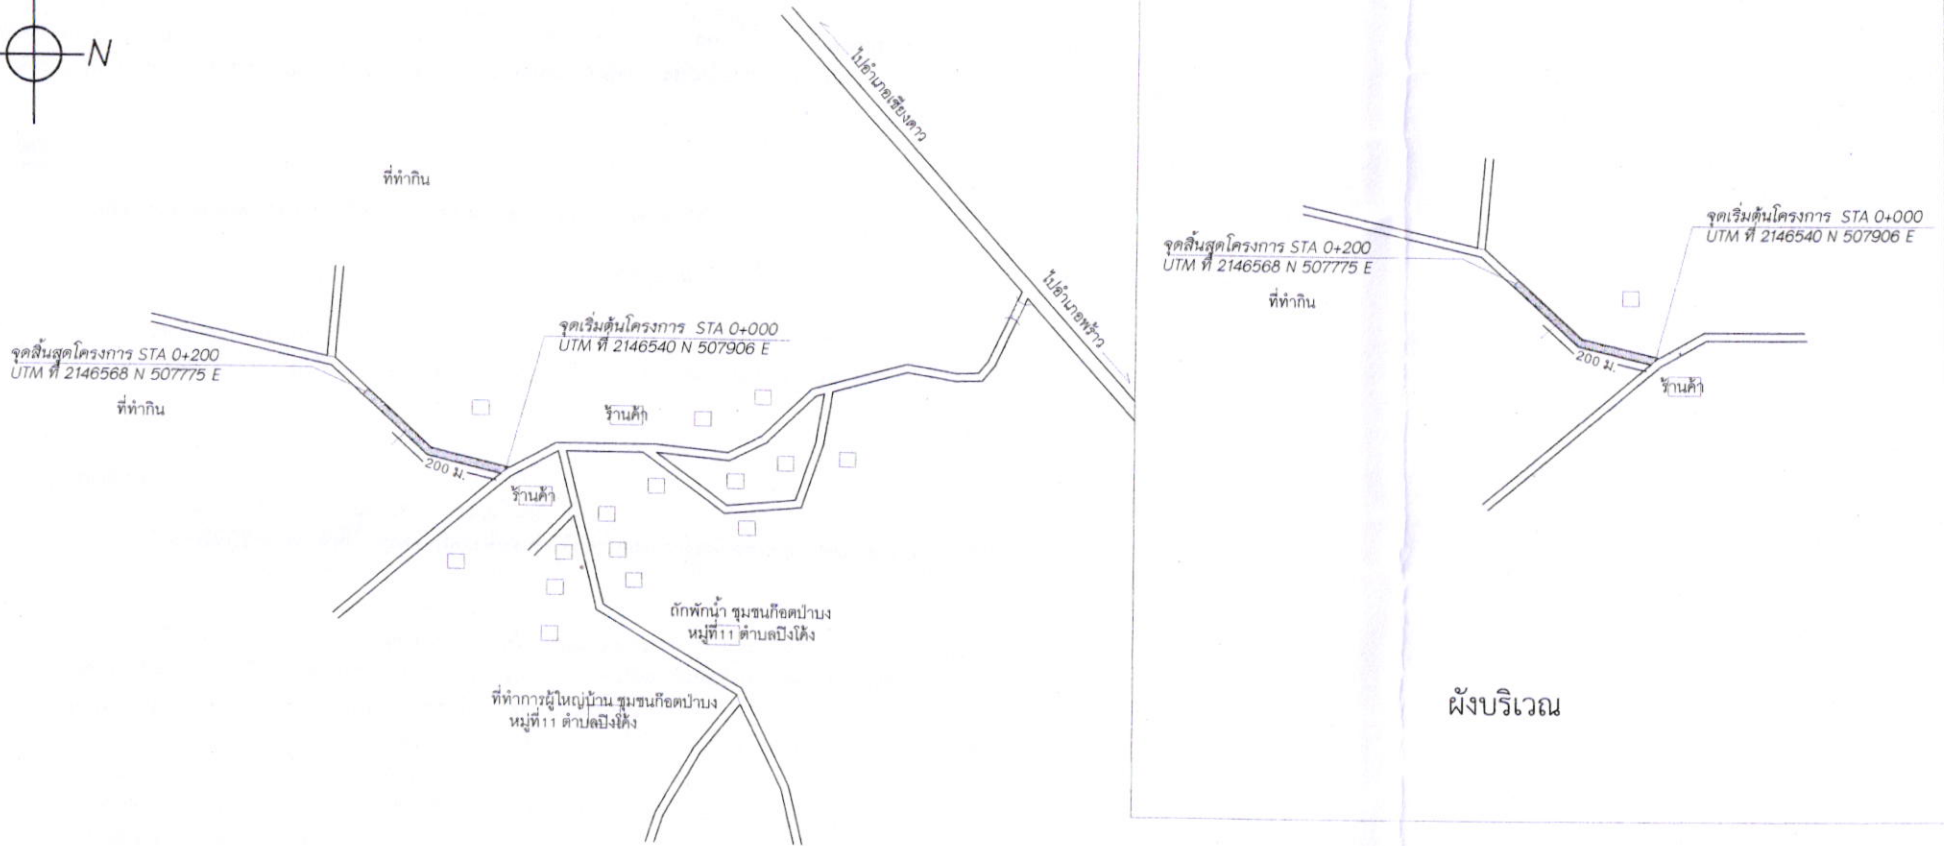 N
ไปอำเภอเชียงดาว
ที่ทำกิน
ไปอำเภอพร้าว
จุดเริ่มต้นโครงการ STA 0+000
UTM ที่ 2146540 N 507906 E
จุดสิ้นสุดโครงการ STA 0+200
UTM ที่ 2146568 N 507775 E
ที่ทำกิน
ร้านค้า
200 ม.
ร้านค้า
ถักพักน้ำ ชุมชนก๊อตป่าบง
หมู่ที่11 ตำบลปิงโค้ง
ที่ทำการผู้ใหญ่บ้าน ชุมชนก๊อตป่าบง
หมู่ที่11 ตำบลปิงโค้ง
จุดเริ่มต้นโครงการ STA 0+000
UTM ที่ 2146540 N 507906 E
จุดสิ้นสุดโครงการ STA 0+200
UTM ที่ 2146568 N 507775 E
ที่ทำกิน
200 ม.
ร้านค้า
ผังบริเวณ